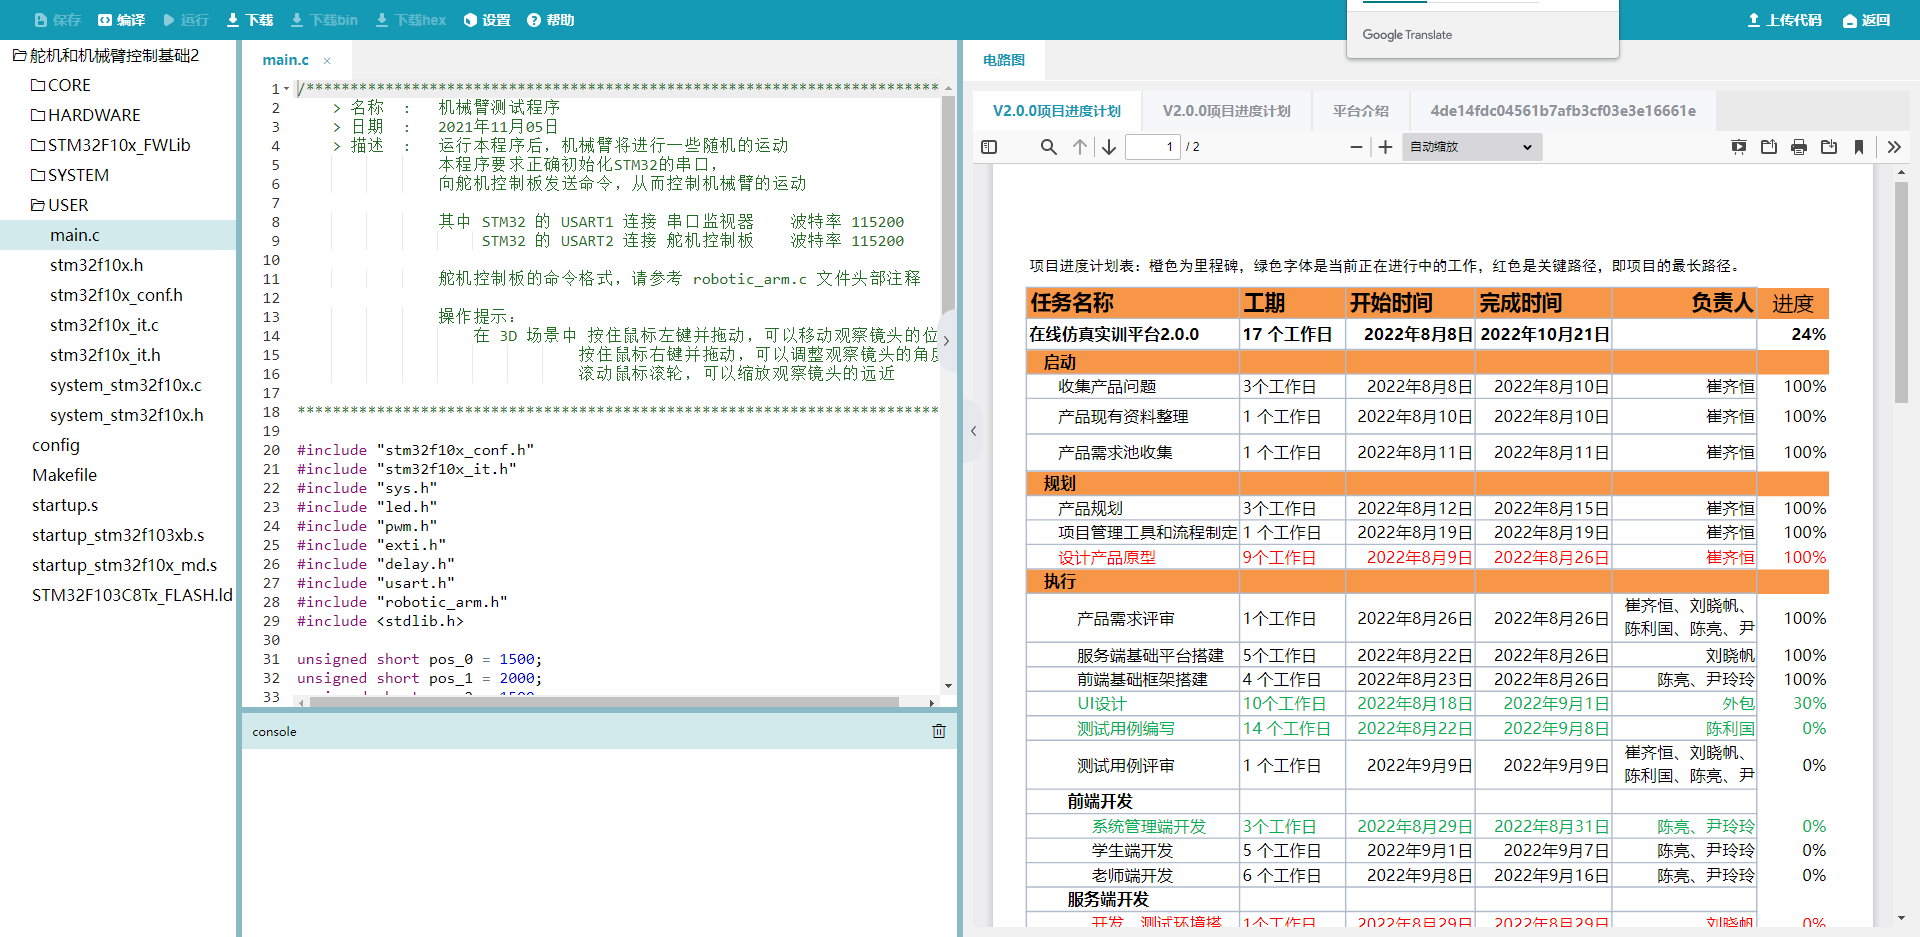 保存 编译 运行 下载 下载bin 下载hex 设置 帮助 上传代码 返回
Google Translate
舵机和机械臂控制基础2
CORE
HARDWARE
STM32F10x_FWLib
SYSTEM
USER
main.c
stm32f10x.h
stm32f10x_conf.h
stm32f10x_it.c
stm32f10x_it.h
system_stm32f10x.c
system_stm32f10x.h
config
Makefile
startup.s
startup_stm32f103xb.s
startup_stm32f10x_md.s
STM32F103C8Tx_FLASH.ld
main.c ×
1 /************************************************************************
2 > 名称 : 机械臂测试程序
3 > 日期 : 2021年11月05日
4 > 描述 : 运行本程序后，机械臂将进行一些随机的运动
5 本程序要求正确初始化STM32的串口，
6 向舵机控制板发送命令，从而控制机械臂的运动
7
8 其中 STM32 的 USART1 连接 串口监视器 波特率 115200
9 STM32 的 USART2 连接 舵机控制板 波特率 115200
10
11 舵机控制板的命令格式，请参考 robotic_arm.c 文件头部注释
12
13 操作提示：
14 在 3D 场景中 按住鼠标左键并拖动，可以移动观察镜头的位
15 按住鼠标右键并拖动，可以调整观察镜头的角度
16 滚动鼠标滚轮，可以缩放观察镜头的远近
17
18 *************************************************************************
19
20 #include "stm32f10x_conf.h"
21 #include "stm32f10x_it.h"
22 #include "sys.h"
23 #include "led.h"
24 #include "pwm.h"
25 #include "exti.h"
26 #include "delay.h"
27 #include "usart.h"
28 #include "robotic_arm.h"
29 #include <stdlib.h>
30
31 unsigned short pos_0 = 1500;
32 unsigned short pos_1 = 2000;
33
console
电路图
V2.0.0项目进度计划 V2.0.0项目进度计划 平台介绍 4de14fdc04561b7afb3cf03e3e16661e
1 / 2 自动缩放
项目进度计划表：橙色为里程碑，绿色字体是当前正在进行中的工作，红色是关键路径，即项目的最长路径。
任务名称 工期 开始时间 完成时间 负责人 进度
在线仿真实训平台2.0.0 17 个工作日 2022年8月8日 2022年10月21日 24%
启动
收集产品问题 3个工作日 2022年8月8日 2022年8月10日 崔齐恒 100%
产品现有资料整理 1 个工作日 2022年8月10日 2022年8月10日 崔齐恒 100%
产品需求池收集 1 个工作日 2022年8月11日 2022年8月11日 崔齐恒 100%
规划
产品规划 3个工作日 2022年8月12日 2022年8月15日 崔齐恒 100%
项目管理工具和流程制定 1 个工作日 2022年8月19日 2022年8月19日 崔齐恒 100%
设计产品原型 9个工作日 2022年8月9日 2022年8月26日 崔齐恒 100%
执行
产品需求评审 1个工作日 2022年8月26日 2022年8月26日 崔齐恒、刘晓帆、 100%
陈利国、陈亮、尹
服务端基础平台搭建 5个工作日 2022年8月22日 2022年8月26日 刘晓帆 100%
前端基础框架搭建 4 个工作日 2022年8月23日 2022年8月26日 陈亮、尹玲玲 100%
UI设计 10个工作日 2022年8月18日 2022年9月1日 外包 30%
测试用例编写 14 个工作日 2022年8月22日 2022年9月8日 陈利国 0%
测试用例评审 1 个工作日 2022年9月9日 2022年9月9日 崔齐恒、刘晓帆、 0%
陈利国、陈亮、尹
前端开发
系统管理端开发 3个工作日 2022年8月29日 2022年8月31日 陈亮、尹玲玲 0%
学生端开发 5 个工作日 2022年9月1日 2022年9月7日 陈亮、尹玲玲 0%
老师端开发 6 个工作日 2022年9月8日 2022年9月16日 陈亮、尹玲玲 0%
服务端开发
开发、测试环境搭 1个工作日 2022年8月29日 2022年8月29日 刘晓帆 0%